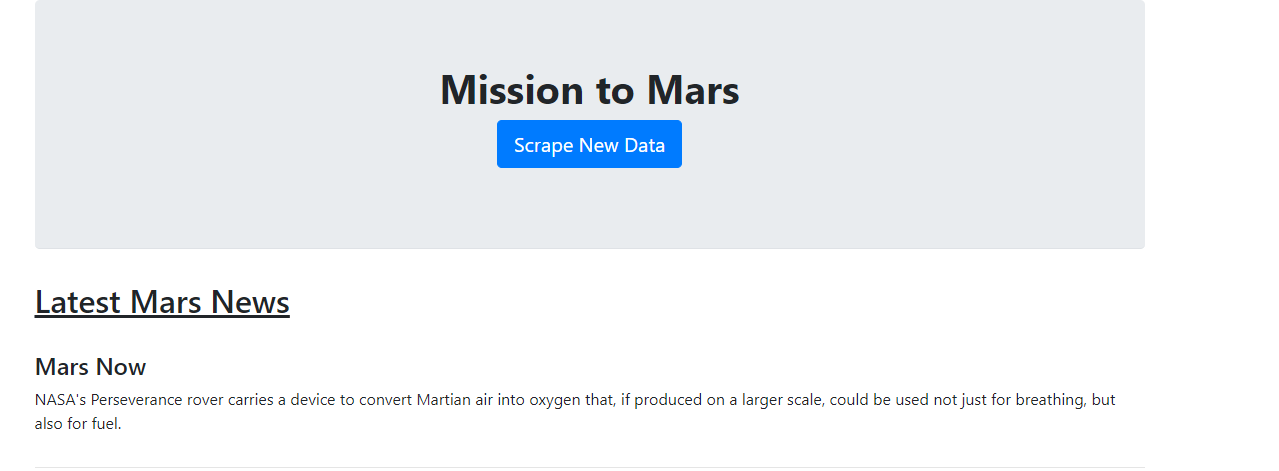 Mission to Mars
Scrape New Data
Latest Mars News
Mars Now
NASA's Perseverance rover carries a device to convert Martian air into oxygen that, if produced on a larger scale, could be used not just for breathing, but
also for fuel.